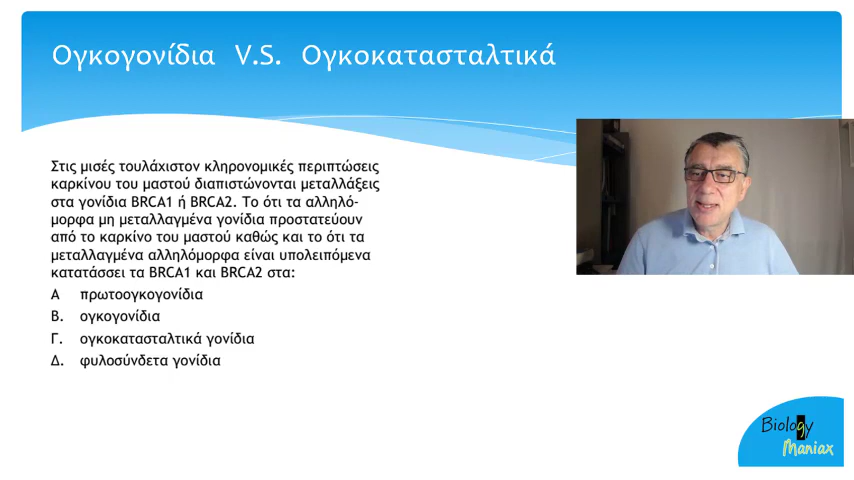 Ογκογονίδια V.S. Ογκοκατασταλτικά
Στις μισές τουλάχιστον κληρονομικές περιπτώσεις
καρκίνου του μαστού διαπιστώνονται μεταλλάξεις
στα γονίδια BRCA1 ή BRCA2. Το ότι τα αλληλό-
μορφα μη μεταλλαγμένα γονίδια προστατεύουν
από το καρκίνο του μαστού καθώς και το ότι τα
μεταλλαγμένα αλληλόμορφα είναι υπολειπόμενα
κατατάσσει τα BRCA1 και BRCA2 στα:
Α πρωτοογκογονίδια
Β. ογκογονίδια
Γ. ογκοκατασταλτικά γονίδια
Δ. φυλοσύνδετα γονίδια
Biology
Maniax